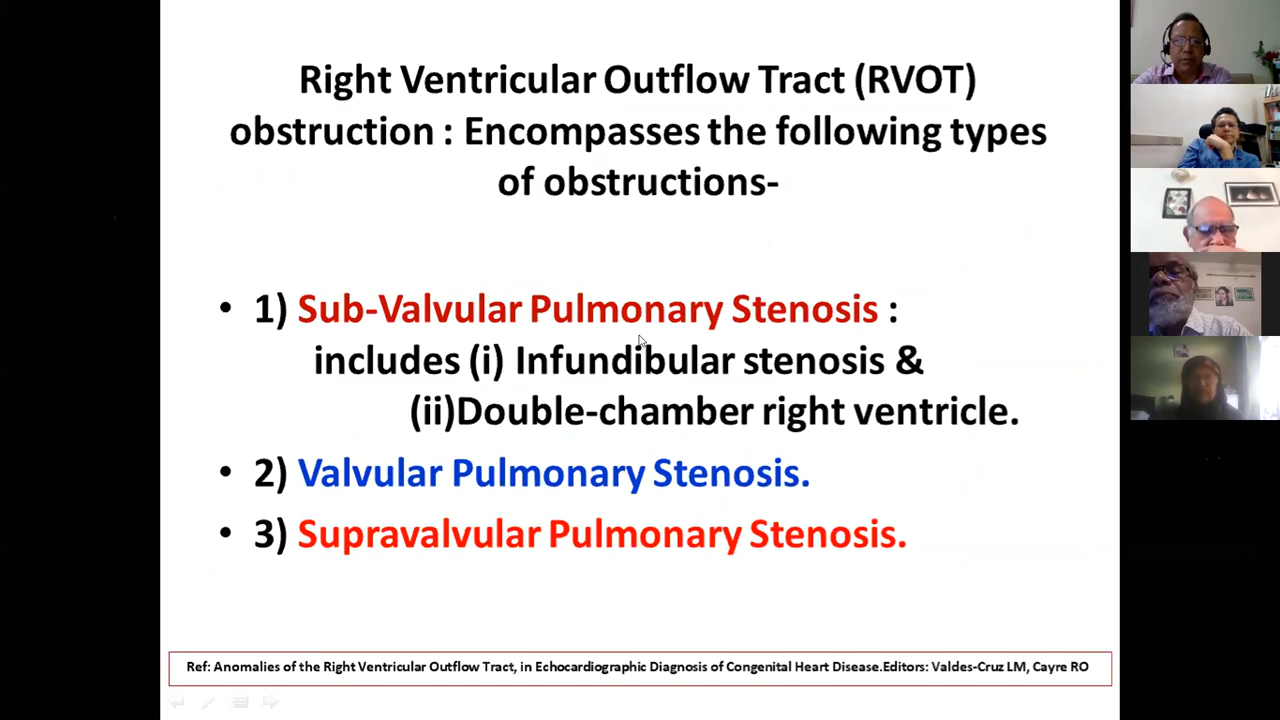 Right Ventricular Outflow Tract (RVOT)
obstruction : Encompasses the following types
of obstructions-
• 1) Sub-Valvular Pulmonary Stenosis :
includes (i) Infundibular stenosis &
(ii)Double-chamber right ventricle.
• 2) Valvular Pulmonary Stenosis.
• 3) Supravalvular Pulmonary Stenosis.
Ref: Anomalies of the Right Ventricular Outflow Tract, in Echocardiographic Diagnosis of Congenital Heart Disease.Editors: Valdes-Cruz LM, Cayre RO